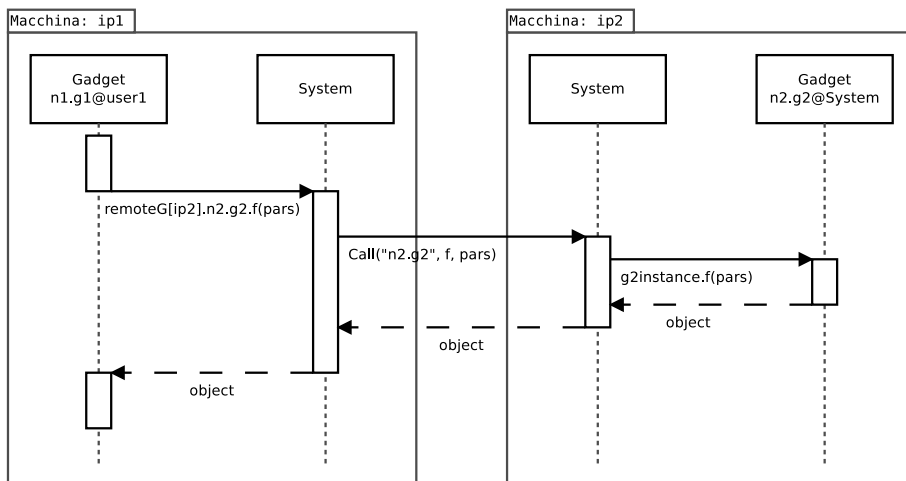 Macchina: ip1
Macchina: ip2
Gadget
n1.g1@user1
System
System
Gadget
n2.g2@System
remoteG[ip2].n2.g2.f(pars)
Call("n2.g2", f, pars)
g2instance.f(pars)
object
object
object